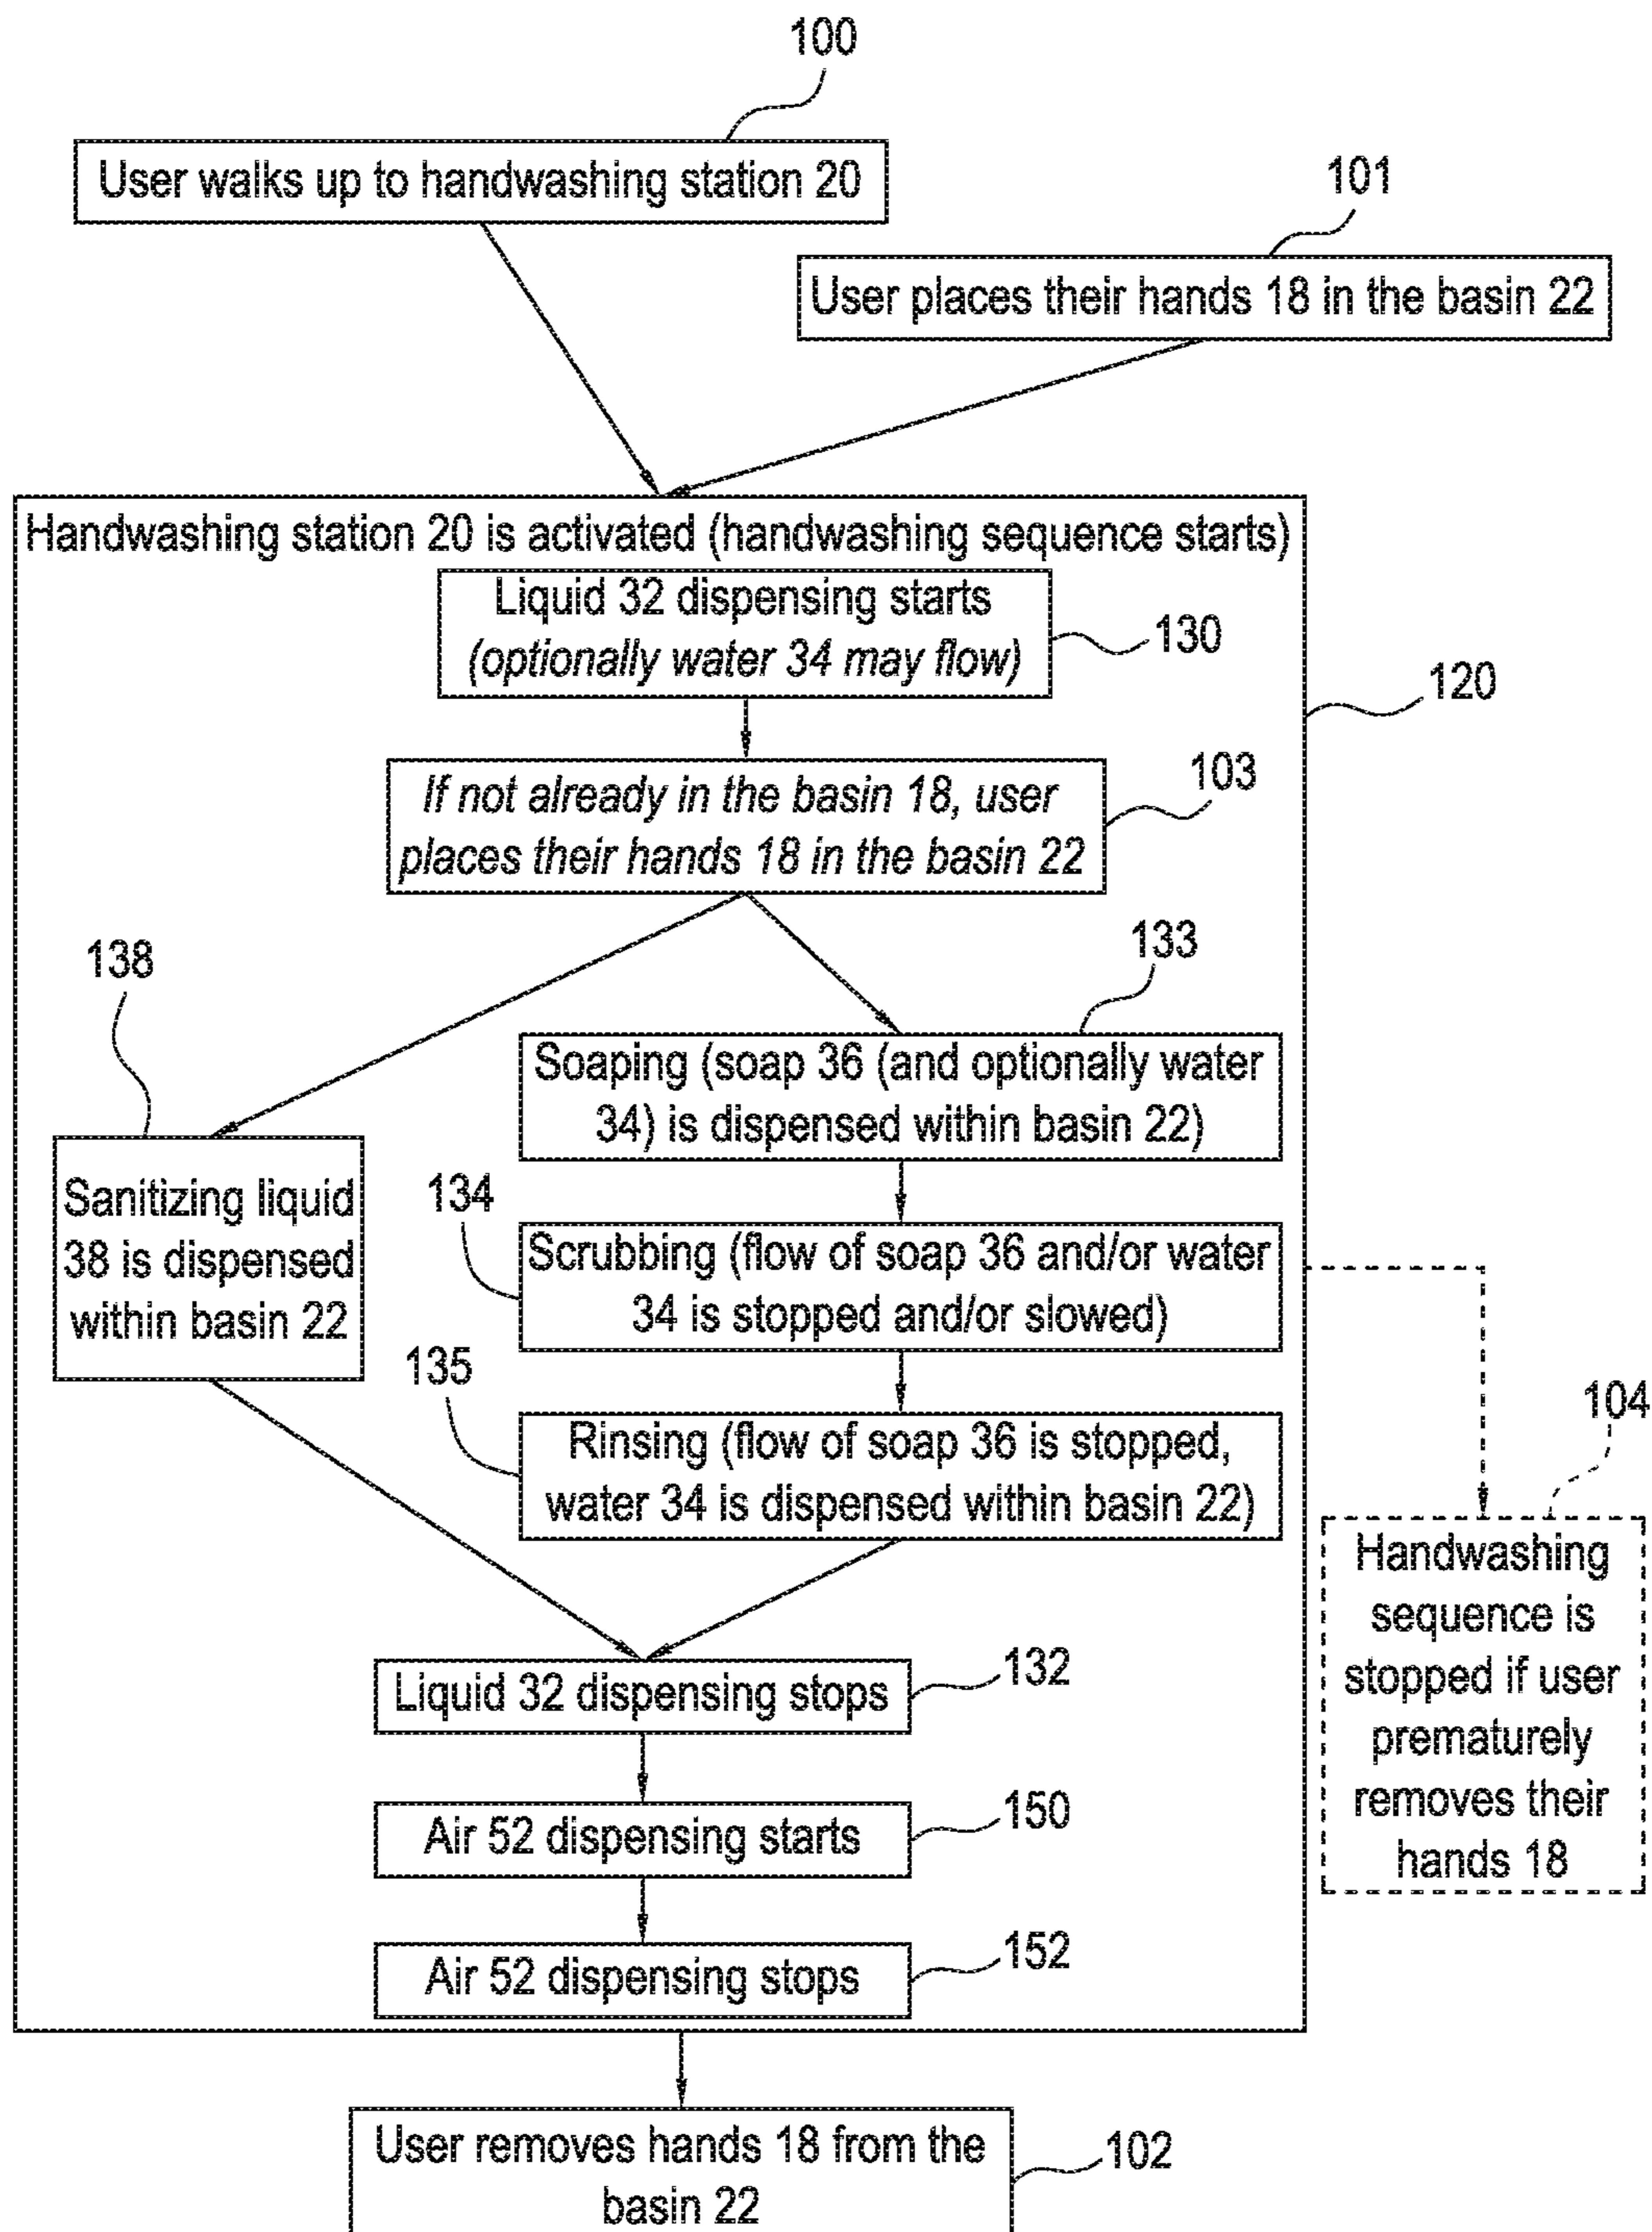 100
User walks up to handwashing station 20
101
User places their hands 18 in the basin 22
Handwashing station 20 is activated (handwashing sequence starts)
Liquid 32 dispensing starts
(optionally water 34 may flow)
130
120
If not already in the basin 18, user
places their hands 18 in the basin 22
103
138
133
Sanitizing liquid
38 is dispensed
within basin 22
Soaping (soap 36 (and optionally water
34) is dispensed within basin 22)
134
Scrubbing (flow of soap 36 and/or water
34 is stopped and/or slowed)
135
Rinsing (flow of soap 36 is stopped,
water 34 is dispensed within basin 22)
104
Handwashing
sequence is
stopped if user
prematurely
removes their
hands 18
Liquid 32 dispensing stops
132
Air 52 dispensing starts
150
Air 52 dispensing stops
152
User removes hands 18 from the
basin 22
102